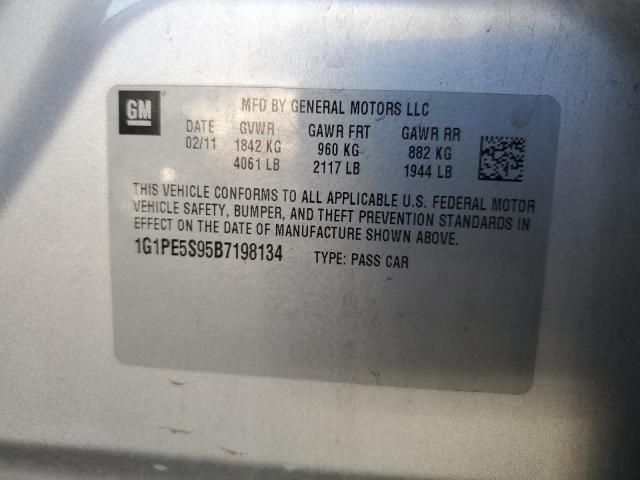 GM
MFD BY GENERAL MOTORS LLC
DATE GVWR GAWR FRT GAWR RR
02/11 1842 KG 960 KG 882 KG
4061 LB 2117 LB 1944 LB
THIS VEHICLE CONFORMS TO ALL APPLICABLE U.S. FEDERAL MOTOR
VEHICLE SAFETY, BUMPER, AND THEFT PREVENTION STANDARDS IN
EFFECT ON THE DATE OF MANUFACTURE SHOWN ABOVE.
1G1PE5S95B7198134 TYPE: PASS CAR